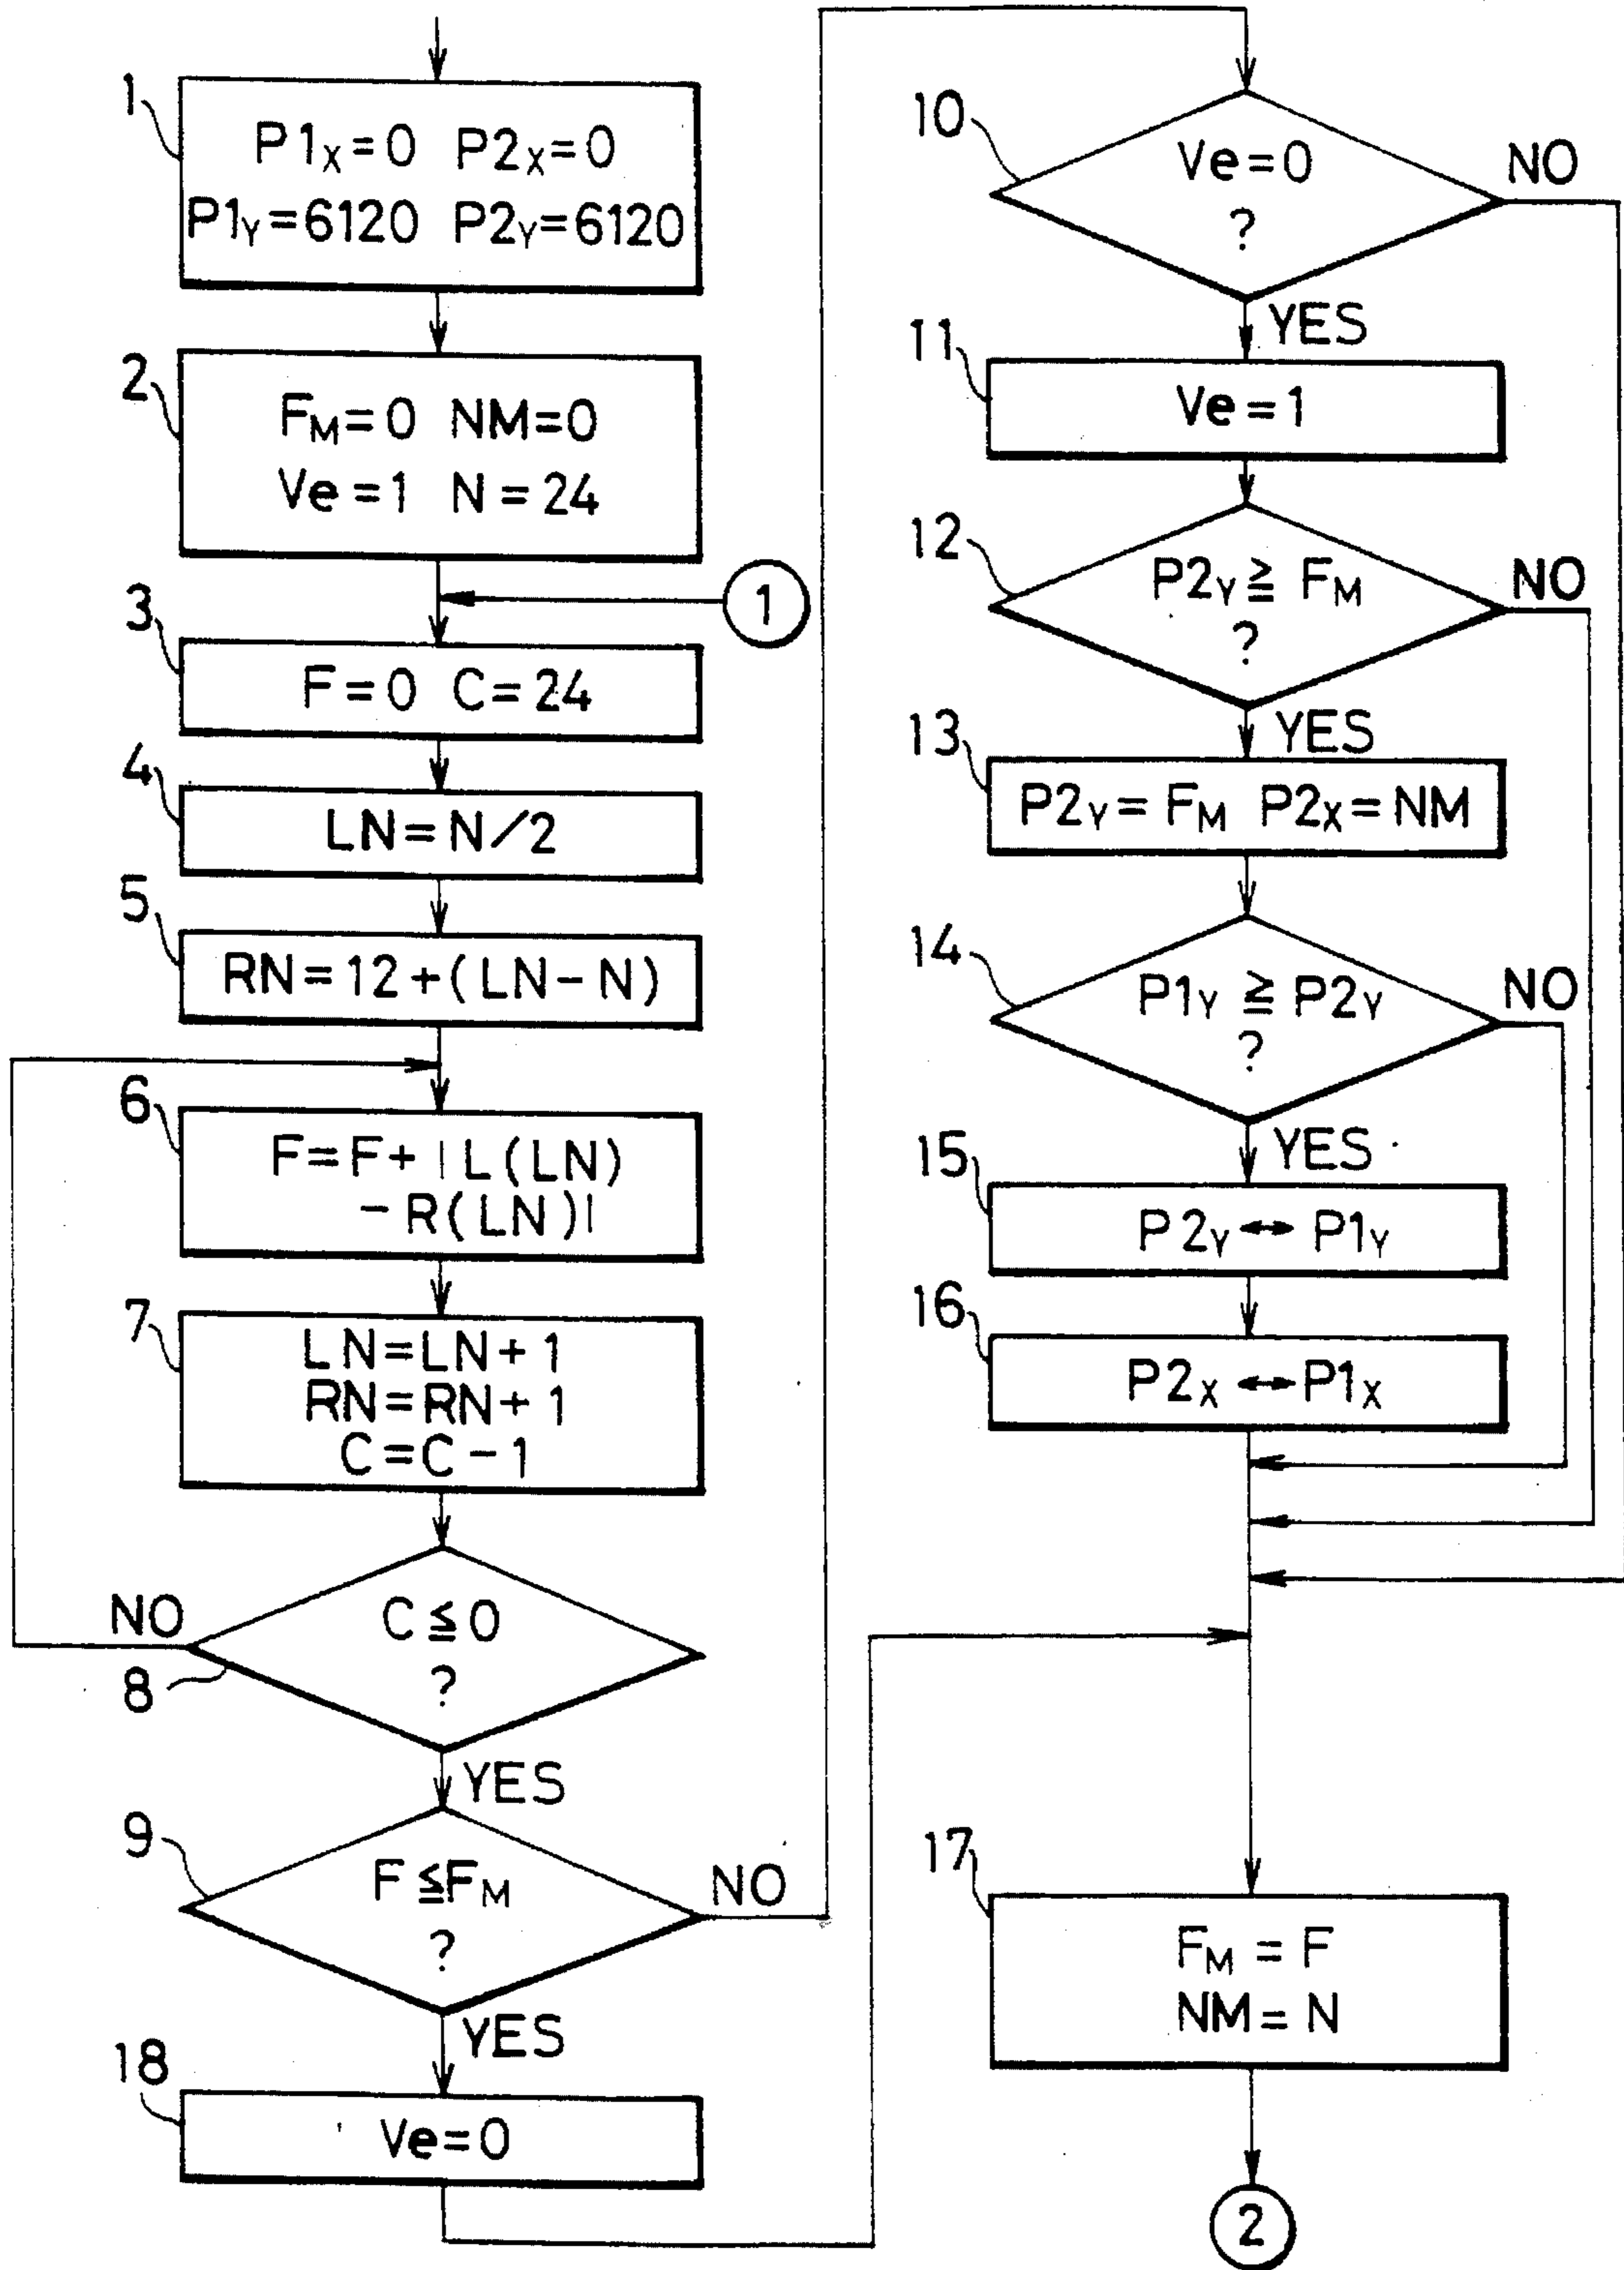 1
P1X=0 P2X=0
P1Y=6120 P2Y=6120
2
FM=0 NM=0
Ve=1 N=24
1
3
F=0 C=24
4
LN=N/2
5
RN=12+(LN-N)
6
F=F+|L(LN)
-R(LN)|
7
LN=LN+1
RN=RN+1
C=C-1
NO
C≦0
?
8
YES
9
F≦FM
?
NO
YES
18
Ve=0
10
Ve=0
?
NO
YES
11
Ve=1
12
P2Y≧FM
?
NO
YES
13
P2Y=FM P2X=NM
14
P1Y≧P2Y
?
NO
YES
15
P2Y↔P1Y
16
P2X↔P1X
17
FM=F
NM=N
2